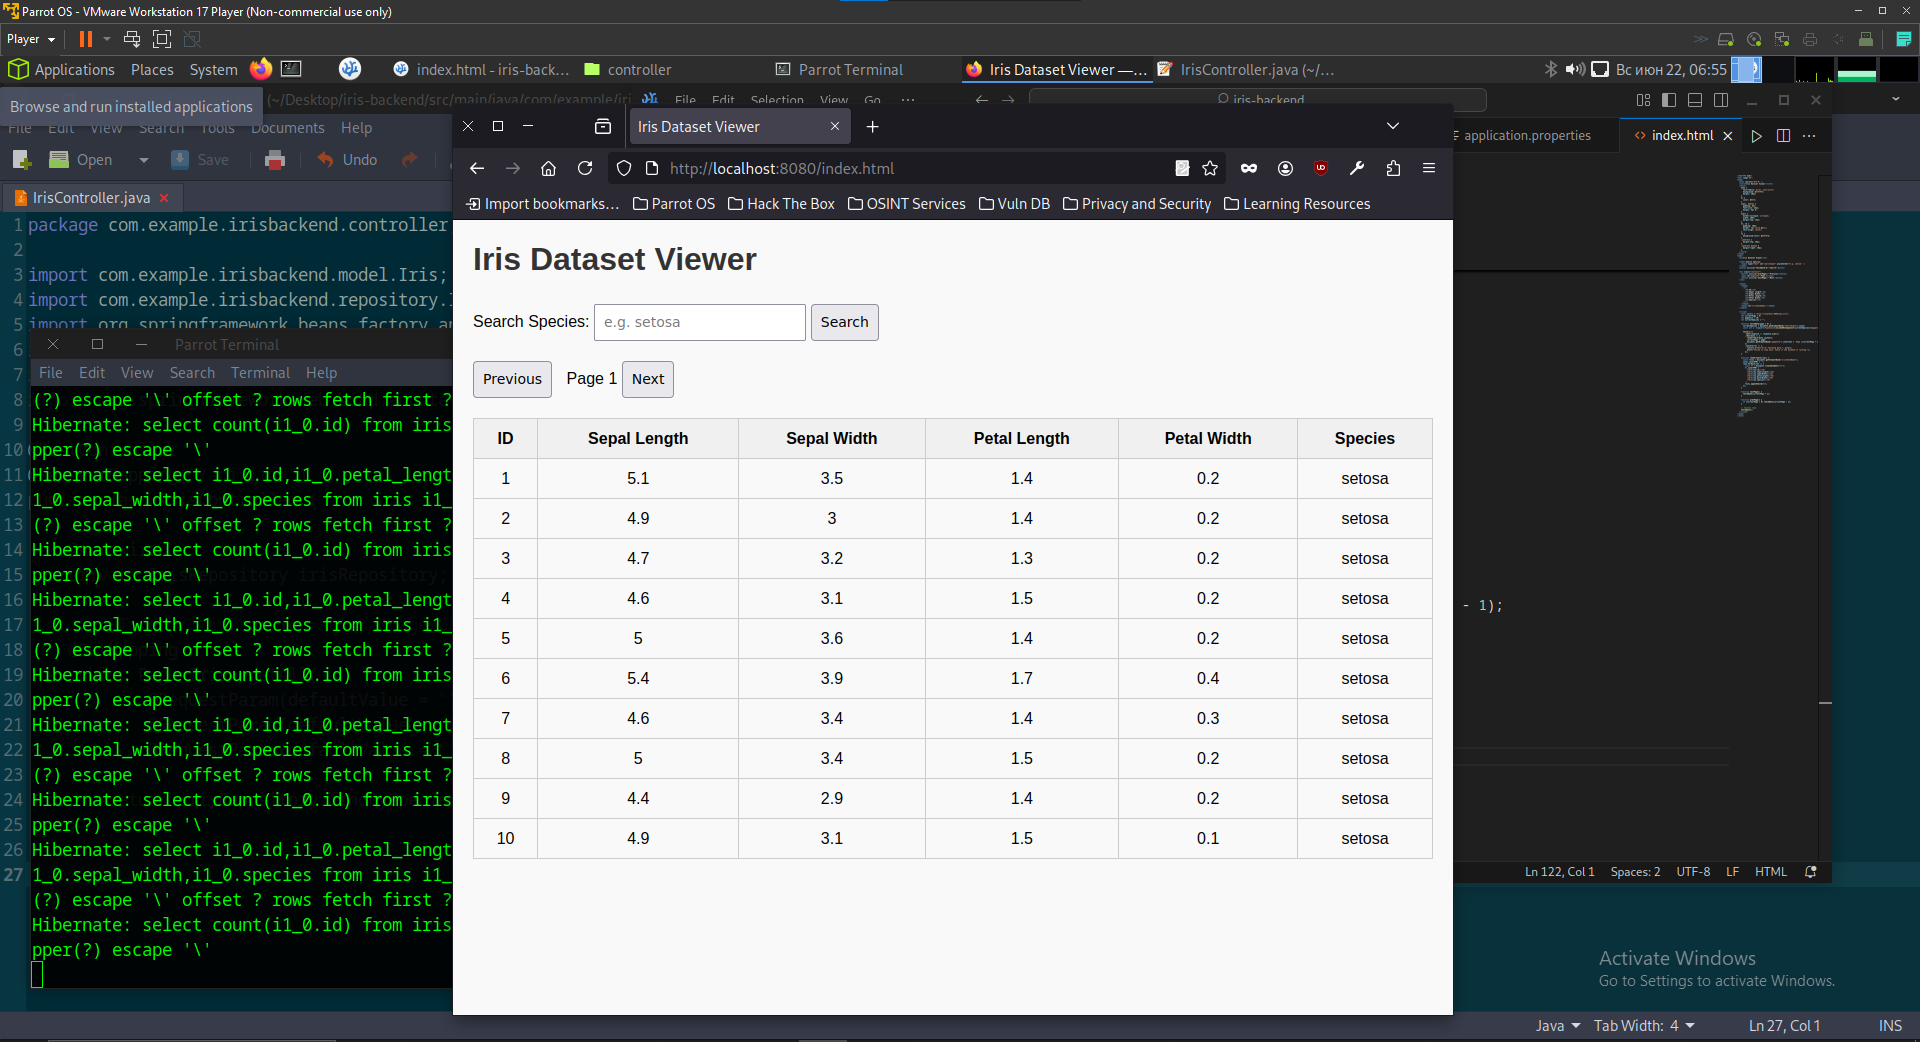 Parrot OS - VMware Workstation 17 Player (Non-commercial use only)
Player
Applications Places System index.html - iris-back... controller Parrot Terminal Iris Dataset Viewer —... IrisController.java (~/... Вс июн 22, 06:55
Browse and run installed applications
(~/Desktop/iris-backend/src/main/java/com/example/iri
File Edit Selection View Go ... iris-backend
File Edit View Search Tools Documents Help
Open Save Undo
IrisController.java
1 package com.example.irisbackend.controller
2
3 import com.example.irisbackend.model.Iris;
4 import com.example.irisbackend.repository.
5 import org.springframework.beans.factory.an
6
7
8
9
10
11
12
13
14
15 Repository irisRepository;
16
17
18
19
20 questParam(defaultValue =
21
22
23
24
25
26
27
Parrot Terminal
File Edit View Search Terminal Help
(?) escape '\' offset ? rows fetch first ?
Hibernate: select count(i1_0.id) from iris
pper(?) escape '\'
Hibernate: select i1_0.id,i1_0.petal_lengt
1_0.sepal_width,i1_0.species from iris i1_
(?) escape '\' offset ? rows fetch first ?
Hibernate: select count(i1_0.id) from iris
pper(?) escape '\'
Hibernate: select i1_0.id,i1_0.petal_lengt
1_0.sepal_width,i1_0.species from iris i1_
(?) escape '\' offset ? rows fetch first ?
Hibernate: select count(i1_0.id) from iris
pper(?) escape '\'
Hibernate: select i1_0.id,i1_0.petal_lengt
1_0.sepal_width,i1_0.species from iris i1_
(?) escape '\' offset ? rows fetch first ?
Hibernate: select count(i1_0.id) from iris
pper(?) escape '\'
Hibernate: select i1_0.id,i1_0.petal_lengt
1_0.sepal_width,i1_0.species from iris i1_
(?) escape '\' offset ? rows fetch first ?
Hibernate: select count(i1_0.id) from iris
pper(?) escape '\'
Iris Dataset Viewer
http://localhost:8080/index.html
Import bookmarks... Parrot OS Hack The Box OSINT Services Vuln DB Privacy and Security Learning Resources
Iris Dataset Viewer
Search Species: e.g. setosa Search
Previous Page 1 Next
ID Sepal Length Sepal Width Petal Length Petal Width Species
1 5.1 3.5 1.4 0.2 setosa
2 4.9 3 1.4 0.2 setosa
3 4.7 3.2 1.3 0.2 setosa
4 4.6 3.1 1.5 0.2 setosa
5 5 3.6 1.4 0.2 setosa
6 5.4 3.9 1.7 0.4 setosa
7 4.6 3.4 1.4 0.3 setosa
8 5 3.4 1.5 0.2 setosa
9 4.4 2.9 1.4 0.2 setosa
10 4.9 3.1 1.5 0.1 setosa
application.properties index.html ...
- 1);
Ln 122, Col 1 Spaces: 2 UTF-8 LF HTML
Activate Windows
Go to Settings to activate Windows.
Java Tab Width: 4 Ln 27, Col 1 INS